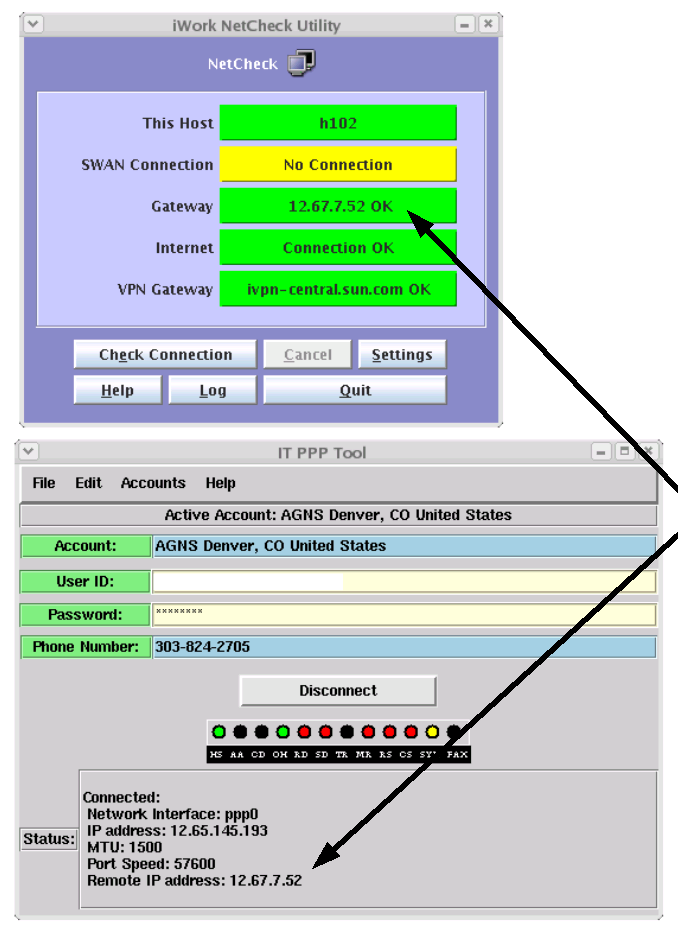 iWork NetCheck Utility
NetCheck
This Host h102
SWAN Connection No Connection
Gateway 12.67.7.52 OK
Internet Connection OK
VPN Gateway ivpn-central.sun.com OK
Check Connection Cancel Settings
Help Log Quit
IT PPP Tool
File Edit Accounts Help
Active Account: AGNS Denver, CO United States
Account: AGNS Denver, CO United States
User ID:
Password: ********
Phone Number: 303-824-2705
Disconnect
HS AA CD OH RD SD TR MR RS CS SY' FAX
Connected:
Network Interface: ppp0
IP address: 12.65.145.193
Status:
MTU: 1500
Port Speed: 57600
Remote IP address: 12.67.7.52